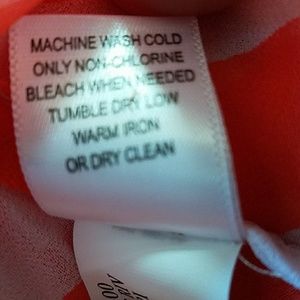 MACHINE WASH COLD
ONLY NON-CHLORINE
BLEACH WHEN NEEDED
TUMBLE DRY LOW
WARM IRON
OR DRY CLEAN